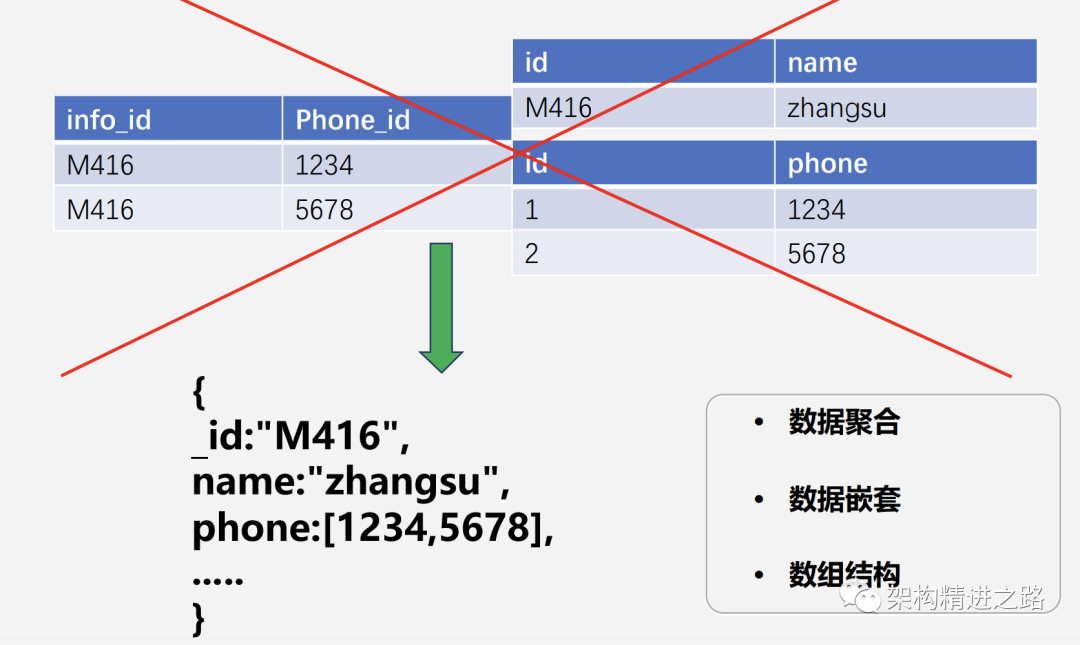 id name
M416 zhangsu
info_id Phone_id
M416 1234
M416 5678
id phone
1 1234
2 5678
{
_id:"M416",
name:"zhangsu",
phone:[1234,5678],
.....
}
• 数据聚合
• 数据嵌套
• 数组结构
架构精进之路